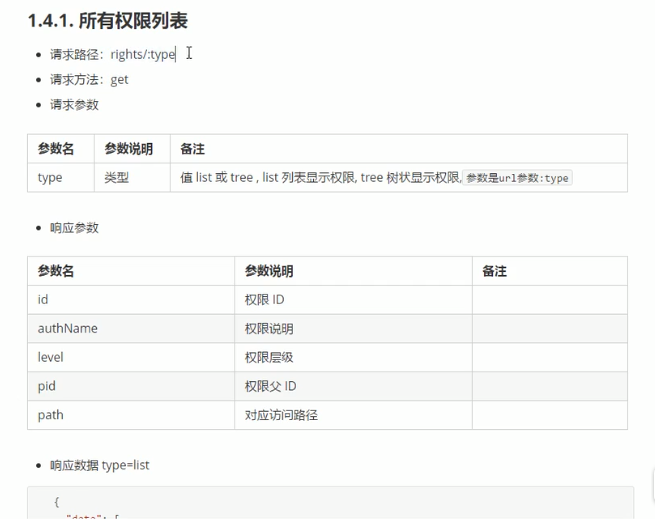 1.4.1. 所有权限列表
请求路径：rights/:type
请求方法：get
请求参数
参数名 参数说明 备注
type 类型 值 list 或 tree , list 列表显示权限, tree 树状显示权限, 参数是url参数:type
响应参数
参数名 参数说明 备注
id 权限 ID
authName 权限说明
level 权限层级
pid 权限父 ID
path 对应访问路径
响应数据 type=list
{
"data": [